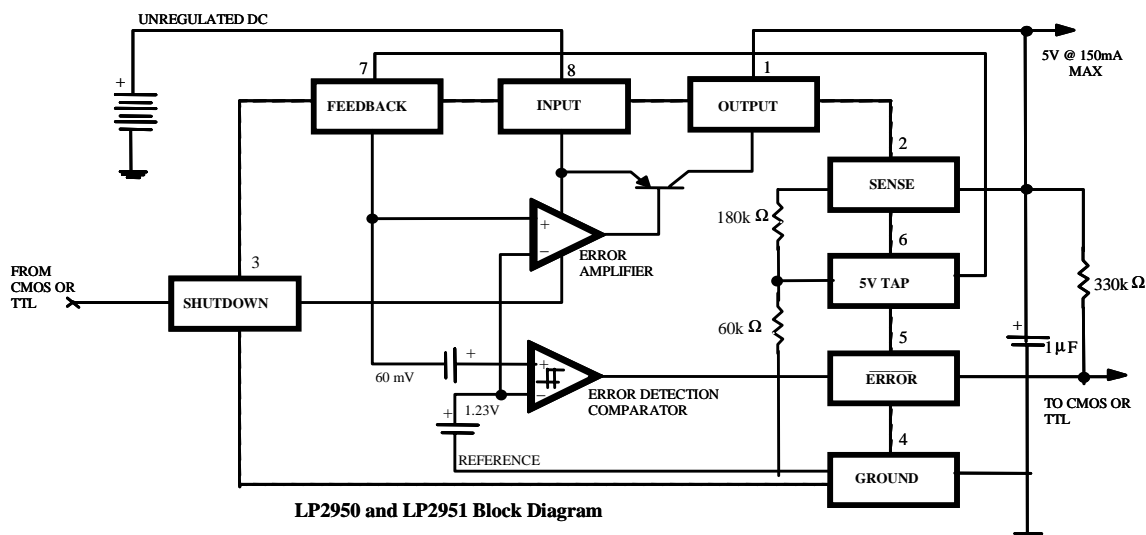 UNREGULATED DC
7
8
1
5V @ 150mA
MAX
+
FEEDBACK
INPUT
OUTPUT
2
SENSE
180k Ω
+
−
6
ERROR
AMPLIFIER
FROM
CMOS OR
TTL
3
SHUTDOWN
5V TAP
330k Ω
60k Ω
5
+
1µF
+
+
60 mV
−
ERROR
ERROR DETECTION
COMPARATOR
+
1.23V
TO CMOS OR
TTL
4
REFERENCE
GROUND
LP2950 and LP2951 Block Diagram